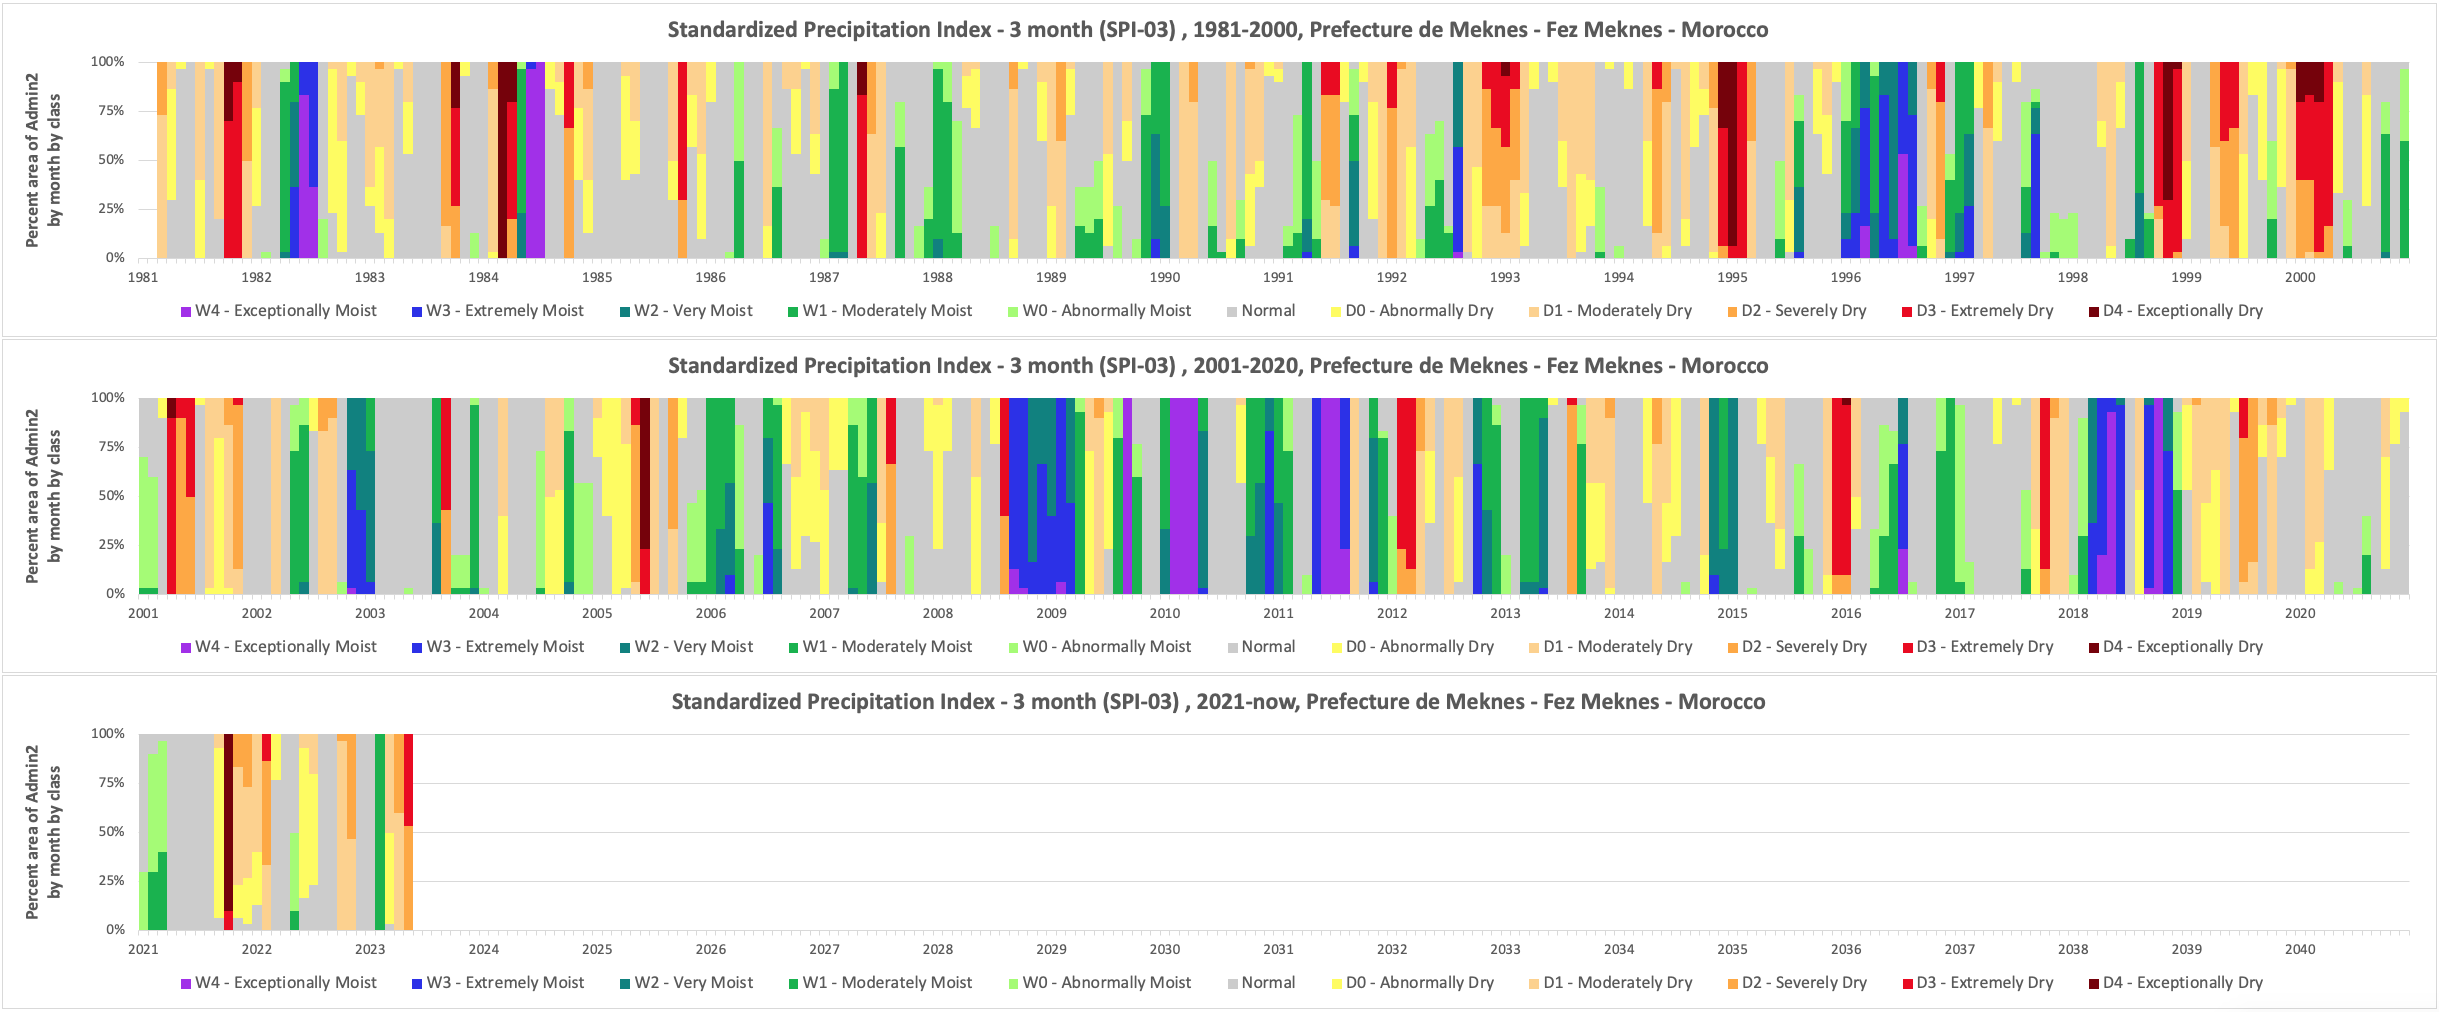 Standardized Precipitation Index - 3 month (SPI-03) , 1981-2000, Prefecture de Meknes - Fez Meknes - Morocco
Percent area of Admin2
by month by class
100%
75%
50%
25%
0%
1981 1982 1983 1984 1985 1986 1987 1988 1989 1990 1991 1992 1993 1994 1995 1996 1997 1998 1999 2000
W4 - Exceptionally Moist W3 - Extremely Moist W2 - Very Moist W1 - Moderately Moist W0 - Abnormally Moist Normal D0 - Abnormally Dry D1 - Moderately Dry D2 - Severely Dry D3 - Extremely Dry D4 - Exceptionally Dry
Standardized Precipitation Index - 3 month (SPI-03) , 2001-2020, Prefecture de Meknes - Fez Meknes - Morocco
Percent area of Admin2
by month by class
100%
75%
50%
25%
0%
2001 2002 2003 2004 2005 2006 2007 2008 2009 2010 2011 2012 2013 2014 2015 2016 2017 2018 2019 2020
W4 - Exceptionally Moist W3 - Extremely Moist W2 - Very Moist W1 - Moderately Moist W0 - Abnormally Moist Normal D0 - Abnormally Dry D1 - Moderately Dry D2 - Severely Dry D3 - Extremely Dry D4 - Exceptionally Dry
Standardized Precipitation Index - 3 month (SPI-03) , 2021-now, Prefecture de Meknes - Fez Meknes - Morocco
Percent area of Admin2
by month by class
100%
75%
50%
25%
0%
2021 2022 2023 2024 2025 2026 2027 2028 2029 2030 2031 2032 2033 2034 2035 2036 2037 2038 2039 2040
W4 - Exceptionally Moist W3 - Extremely Moist W2 - Very Moist W1 - Moderately Moist W0 - Abnormally Moist Normal D0 - Abnormally Dry D1 - Moderately Dry D2 - Severely Dry D3 - Extremely Dry D4 - Exceptionally Dry